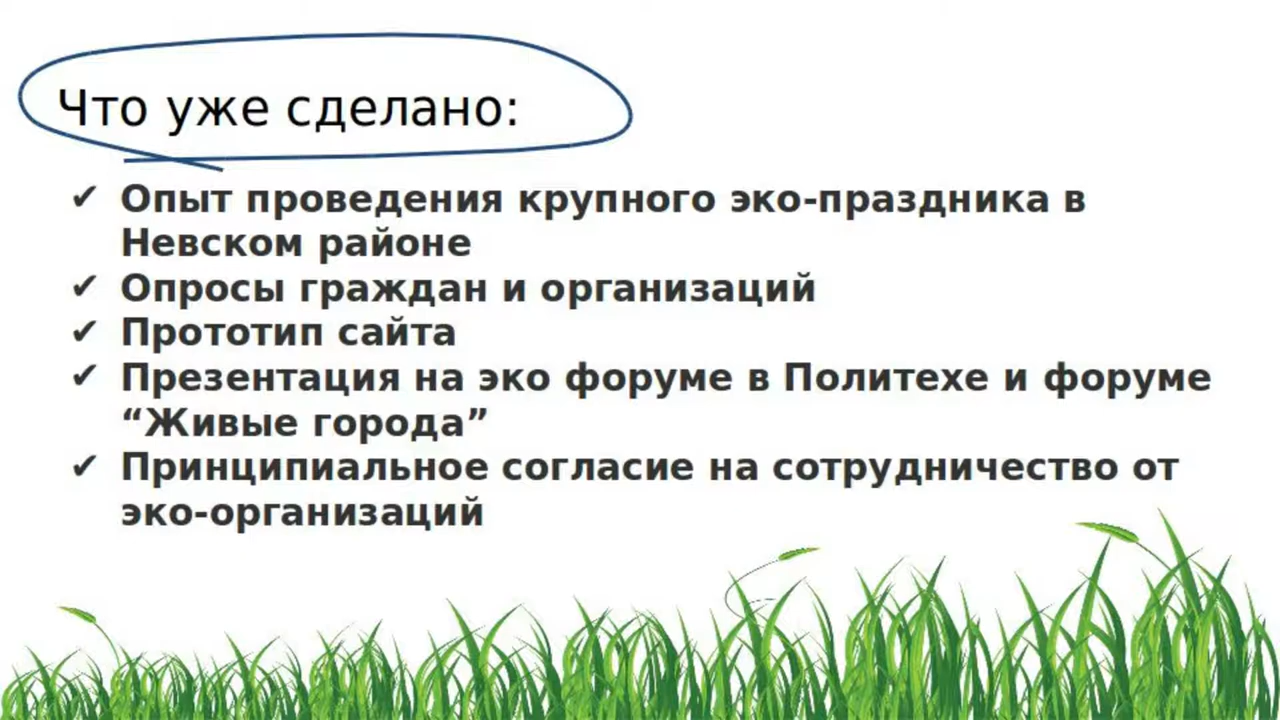 Что уже сделано:
✔ Опыт проведения крупного эко-праздника в
Невском районе
✔ Опросы граждан и организаций
✔ Прототип сайта
✔ Презентация на эко форуме в Политехе и форуме
“Живые города”
✔ Принципиальное согласие на сотрудничество от
эко-организаций